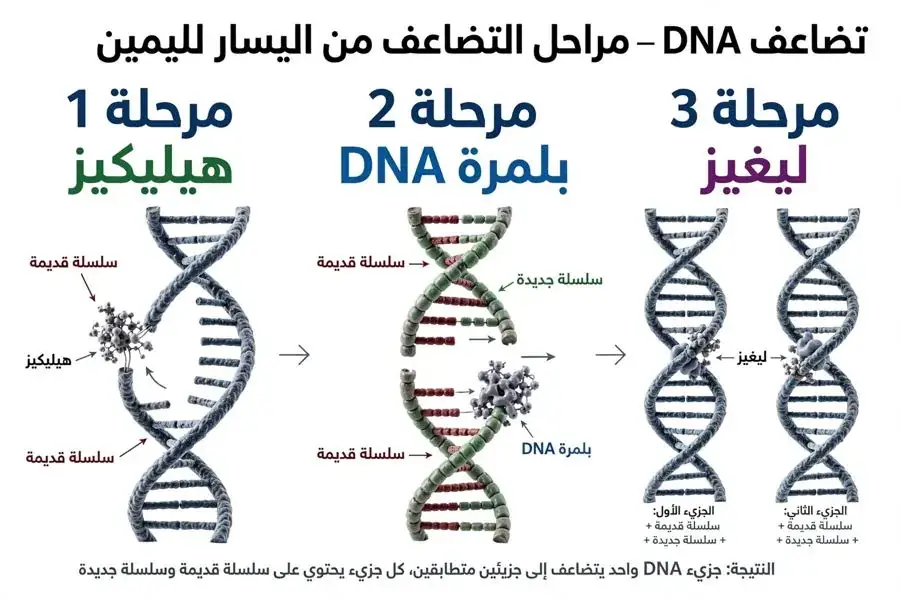 تضاعف DNA – مراحل التضاعف من اليسار لليمين
مرحلة 1
هيليكيز
سلسلة قديمة
هيليكيز
سلسلة قديمة
مرحلة 2
بلمرة DNA
سلسلة قديمة
سلسلة جديدة
سلسلة قديمة
بلمرة DNA
مرحلة 3
ليغيز
ليغيز
الجزيء الأول:
سلسلة قديمة +
+ سلسلة جديدة +
الجزيء الثاني:
سلسلة قديمة +
+ سلسلة جديدة +
النتيجة: جزيء DNA واحد يتضاعف إلى جزيئين متطابقين، كل جزيء يحتوي على سلسلة قديمة وسلسلة جديدة